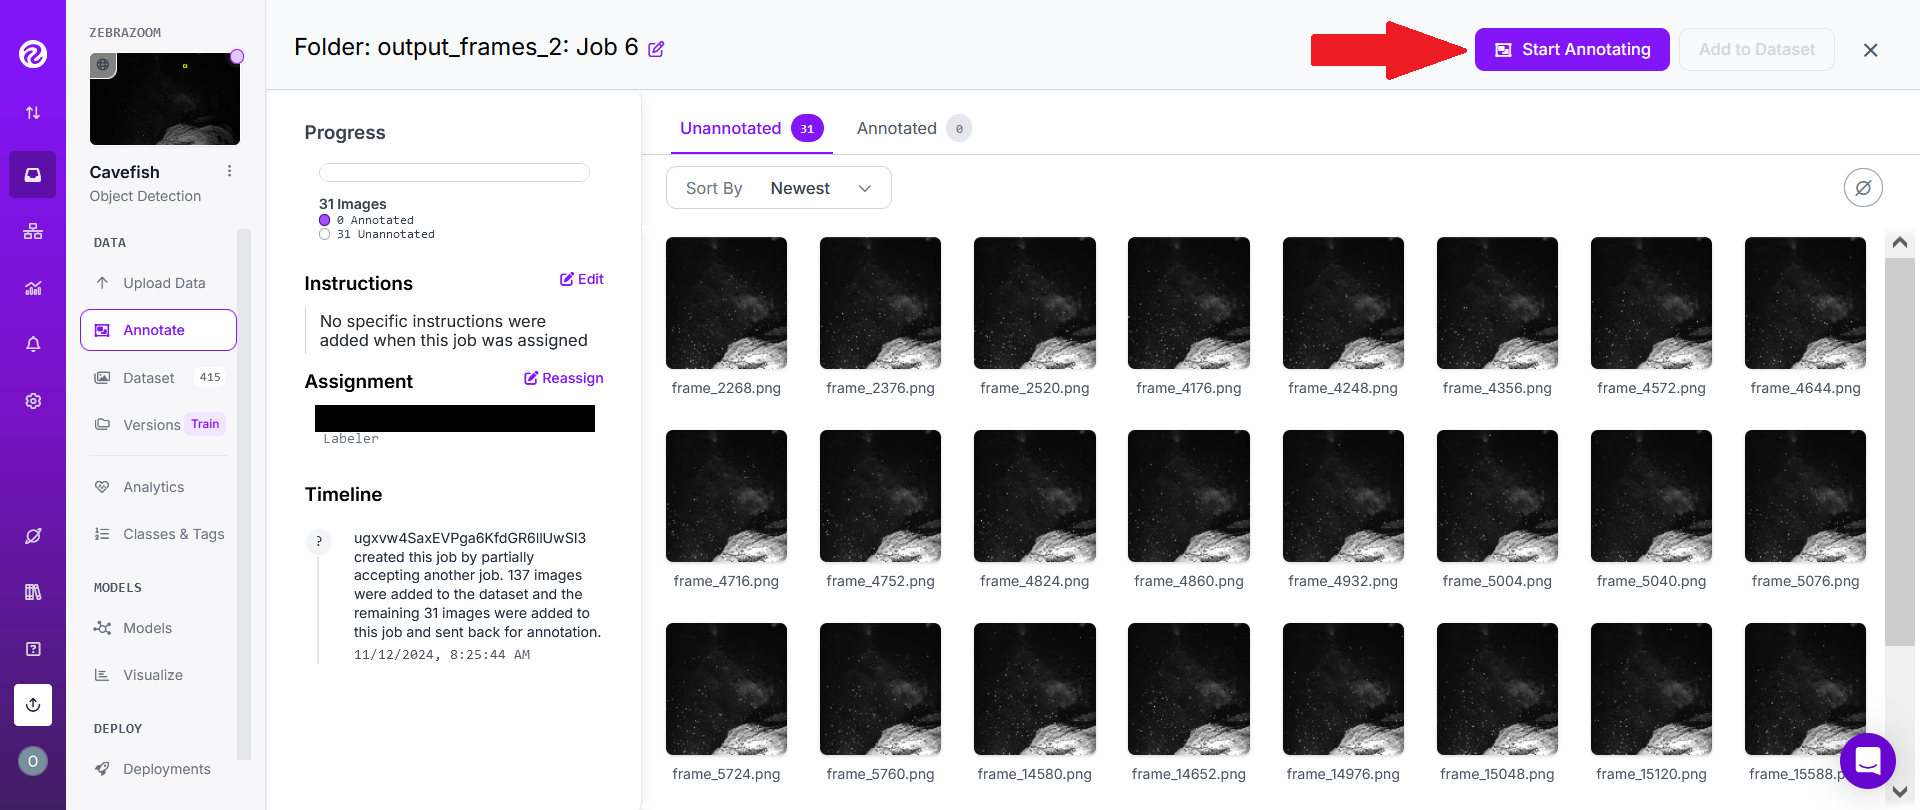 ZEBRAZOOM
Cavefish
Object Detection
DATA
Upload Data
Annotate
Dataset 415
Versions Train
Analytics
Classes & Tags
MODELS
Models
Visualize
DEPLOY
Deployments
O
Folder: output_frames_2: Job 6
Start Annotating
Add to Dataset
Progress
31 Images
0 Annotated
31 Unannotated
Instructions
Edit
No specific instructions were
added when this job was assigned
Assignment
Reassign
Labeler
Timeline
?
ugxvw4SaxEVPga6KfdGR6llUwSI3
created this job by partially
accepting another job. 137 images
were added to the dataset and the
remaining 31 images were added to
this job and sent back for annotation.
11/12/2024, 8:25:44 AM
Unannotated 31
Annotated 0
Sort By Newest
frame_2268.png
frame_2376.png
frame_2520.png
frame_4176.png
frame_4248.png
frame_4356.png
frame_4572.png
frame_4644.png
frame_4716.png
frame_4752.png
frame_4824.png
frame_4860.png
frame_4932.png
frame_5004.png
frame_5040.png
frame_5076.png
frame_5724.png
frame_5760.png
frame_14580.png
frame_14652.png
frame_14976.png
frame_15048.png
frame_15120.png
frame_15588.p